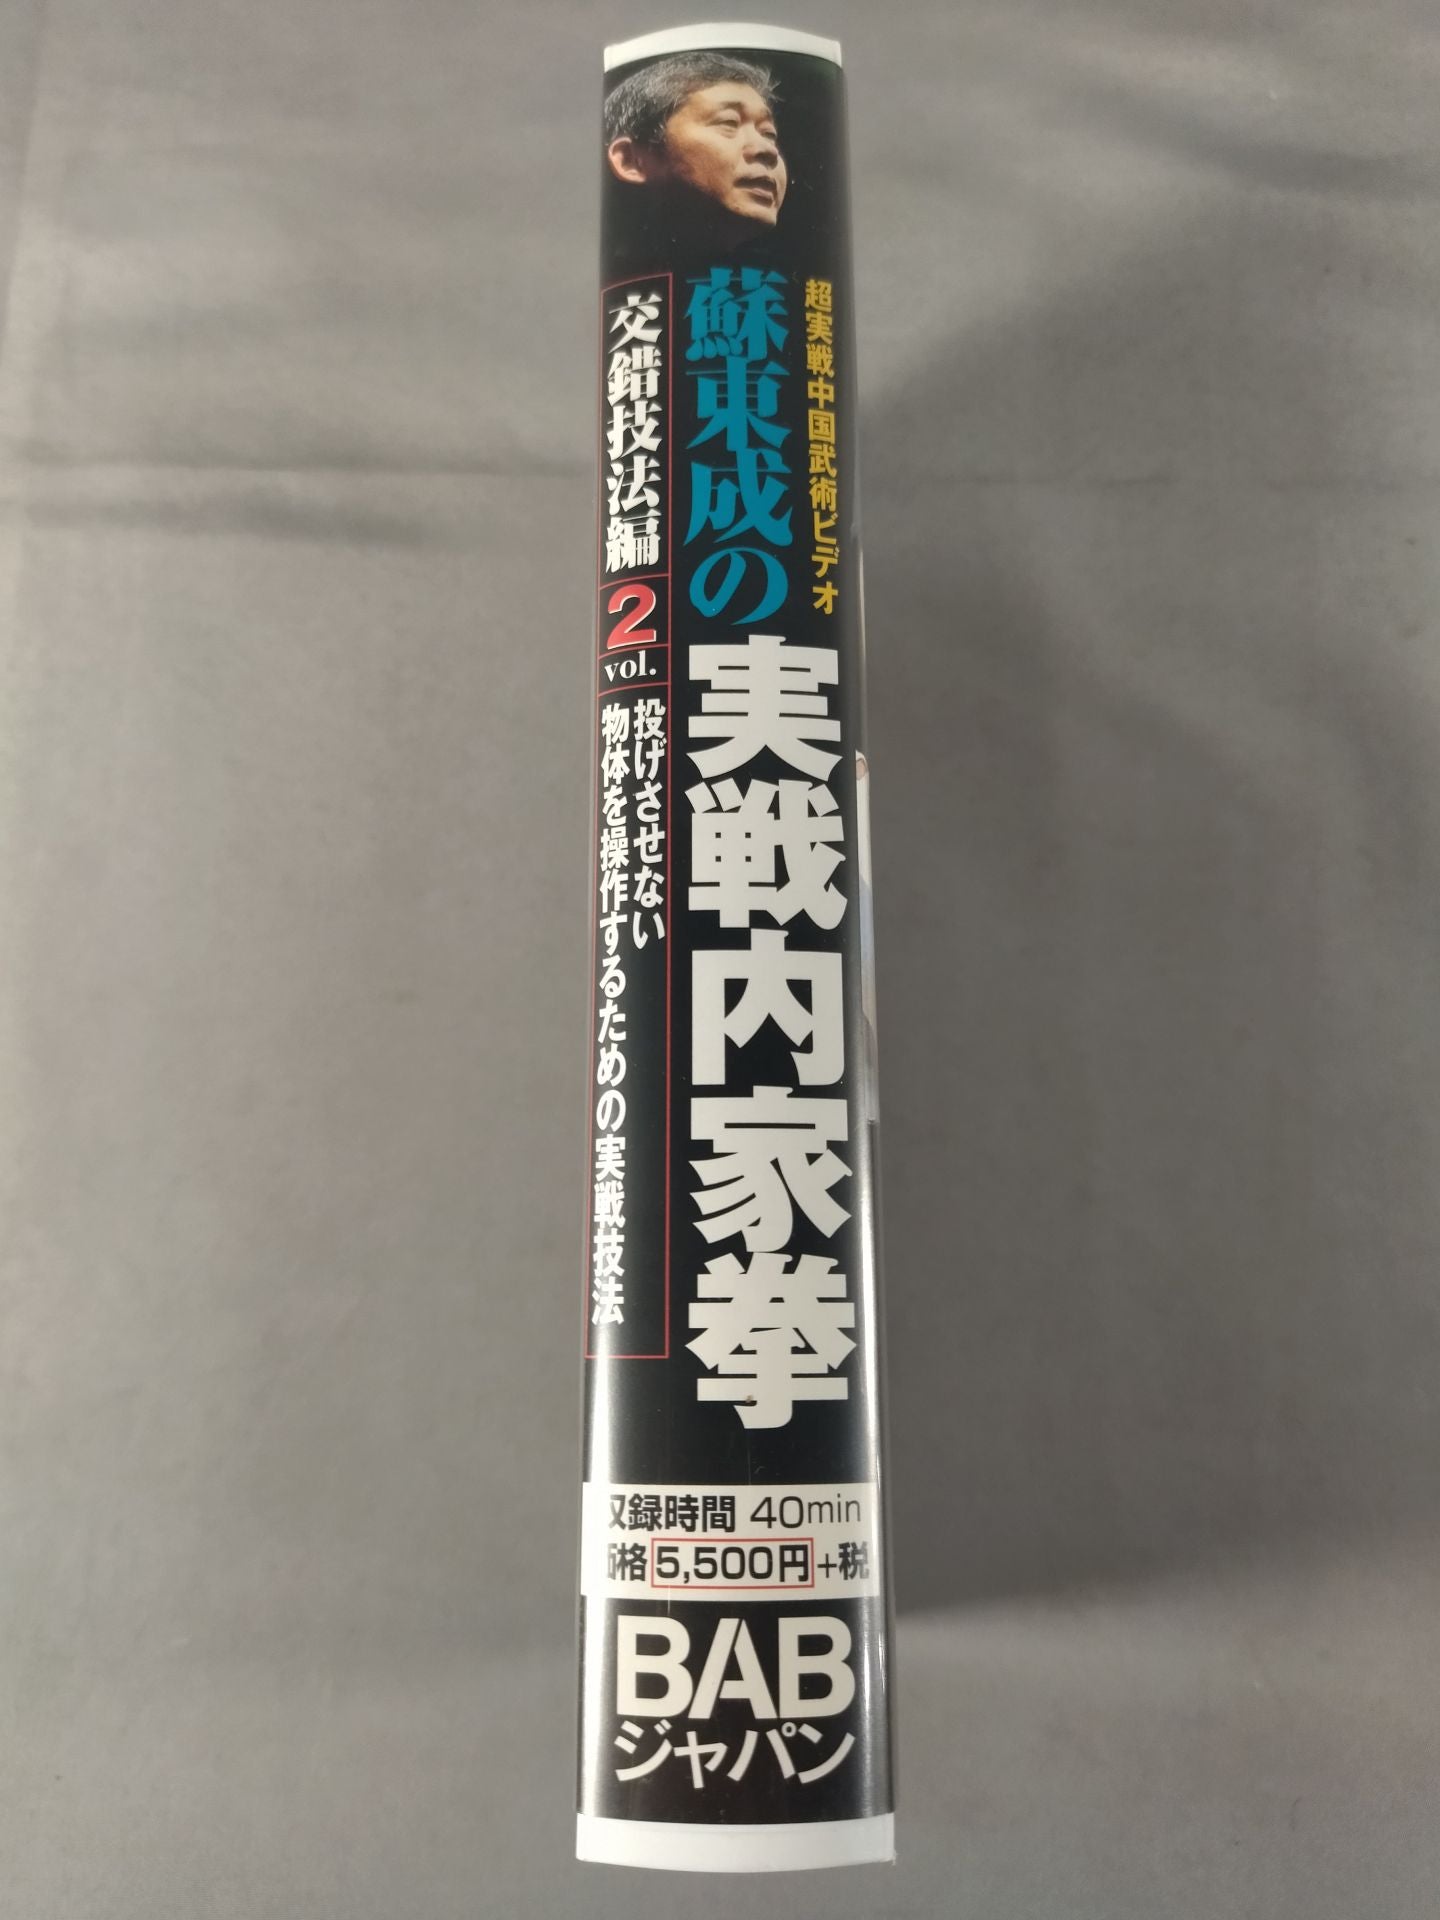 超実戦中国武術ビデオ
蘇東成の
実戦内家拳
交錯技法編
2
vol.
投げさせない
物体を操作するための実戦技法
収録時間 40min
価格 5,500円 +税
BAB
ジャパン